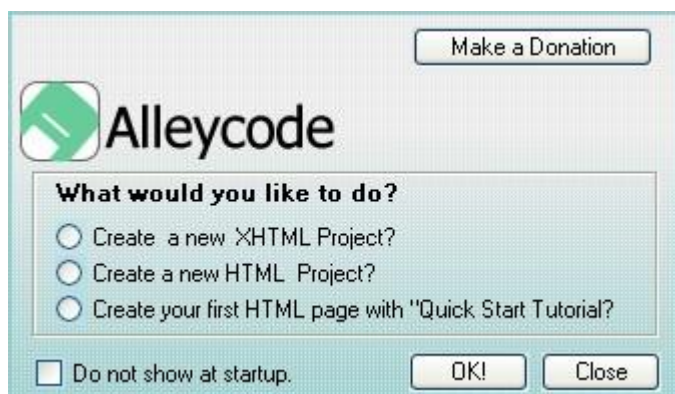 Make a Donation
Alleycode
What would you like to do?
Create a new XHTML Project?
Create a new HTML Project?
Create your first HTML page with "Quick Start Tutorial?
Do not show at startup.
OK!
Close